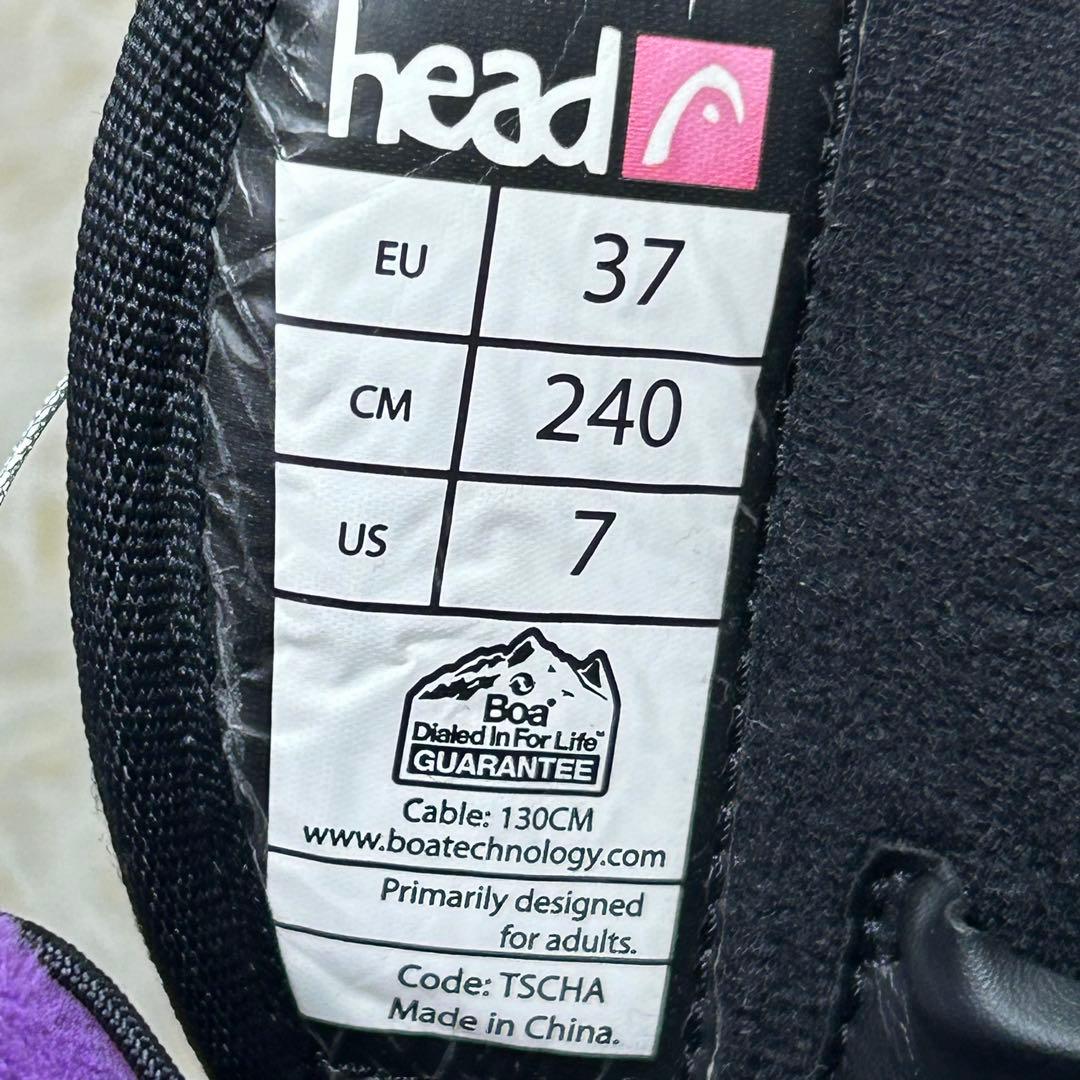 head
EU 37
CM 240
US 7
Boa®
Dialed In For Life™
GUARANTEE
Cable: 130CM
www.boatechnology.com
Primarily designed
for adults.
Code: TSCHA
Made in China.